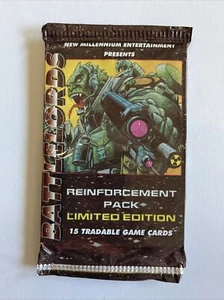 NEW MILLENNIUM ENTERTAINMENT
PRESENTS
BATTLELORDS
REINFORCEMENT
PACK
LIMITED EDITION
15 TRADABLE GAME CARDS